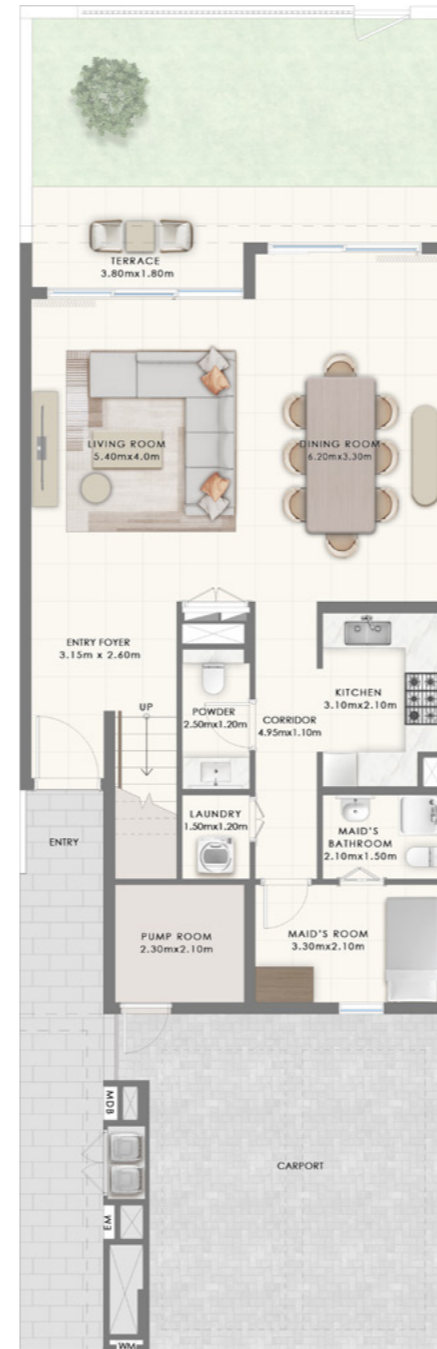 TERRACE
3.80mx1.80m
LIVING ROOM
5.40mx4.0m
DINING ROOM
6.20mx3.30m
ENTRY FOYER
3.15m x 2.60m
UP
POWDER
2.50mx1.20m
CORRIDOR
4.95mx1.10m
KITCHEN
3.10mx2.10m
LAUNDRY
1.50mx1.20m
MAID'S
BATHROOM
2.10mx1.50m
ENTRY
PUMP ROOM
2.30mx2.10m
MAID'S ROOM
3.30mx2.10m
MDB
CARPORT
EW
WM